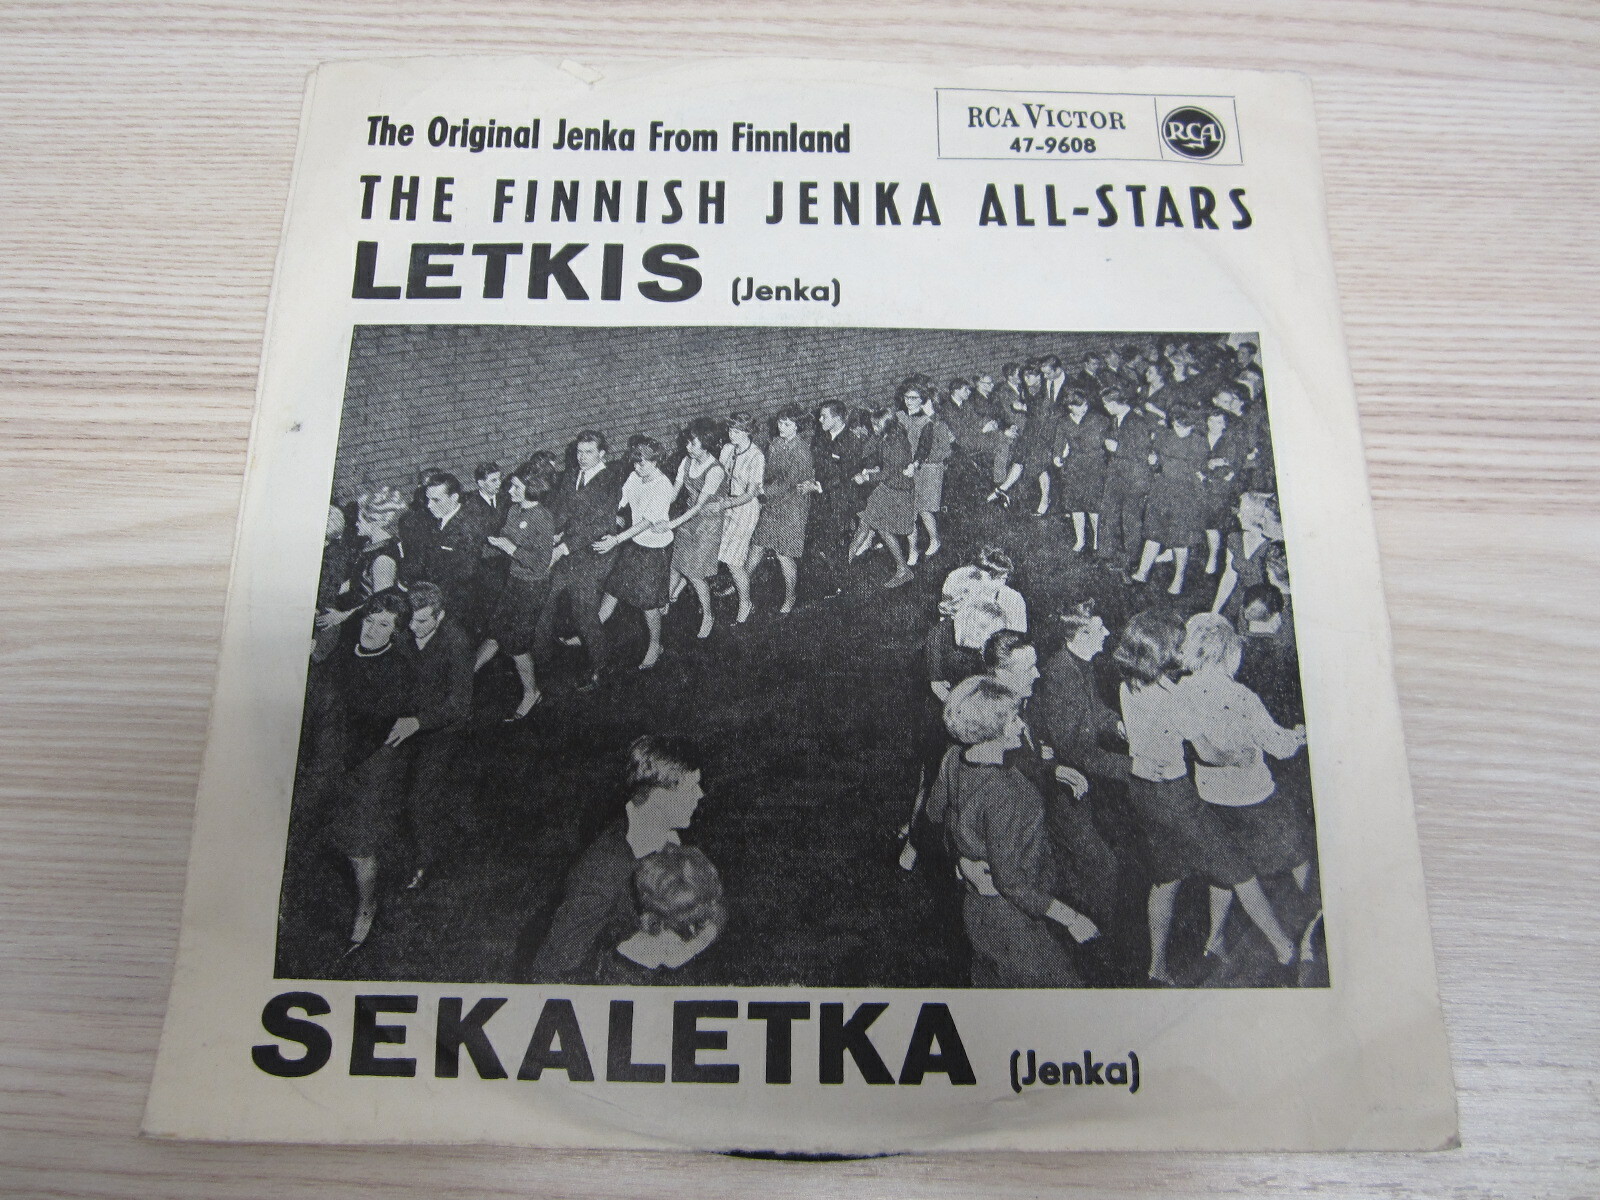 The Original Jenka From Finnland
RCA VICTOR
47-9608
RCA
THE FINNISH JENKA ALL-STARS
LETKIS (Jenka)
SEKALETKA (Jenka)